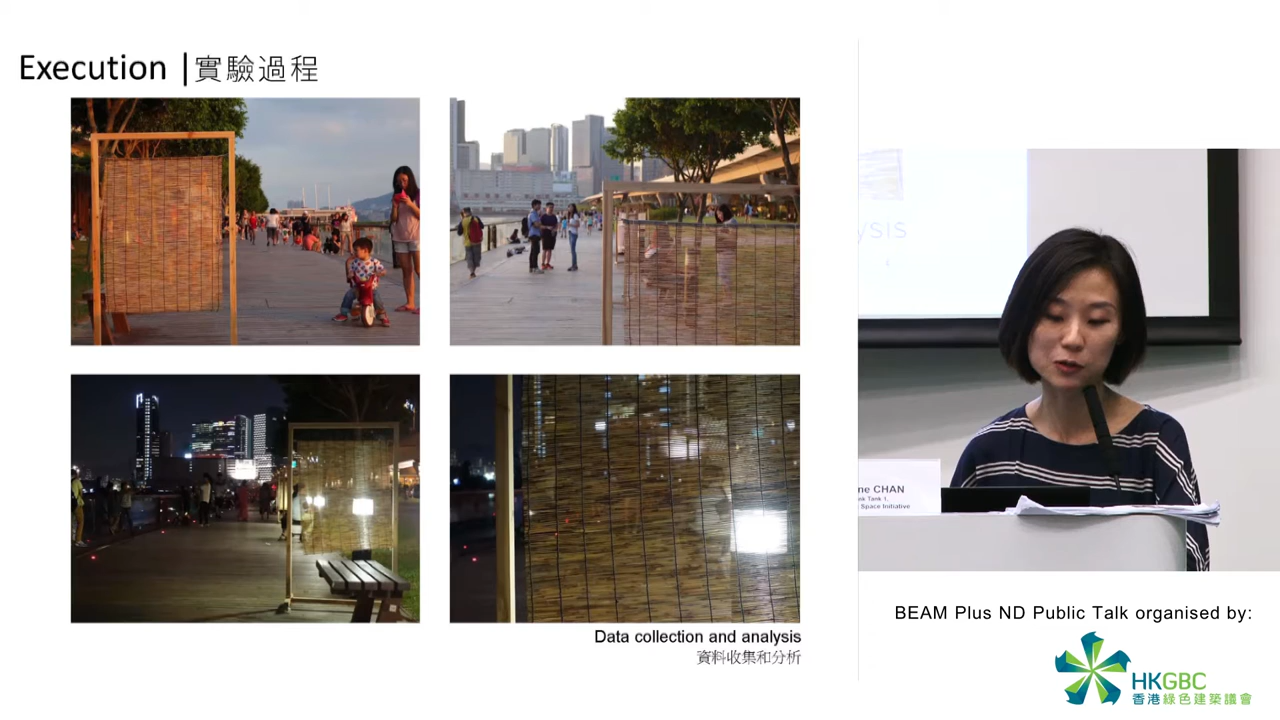 Execution |實驗過程
Data collection and analysis
資料收集和分析
ysis
ne CHAN
nk Tank 1,
Space Initiative
BEAM Plus ND Public Talk organised by:
HKGBC
香港綠色建築議會